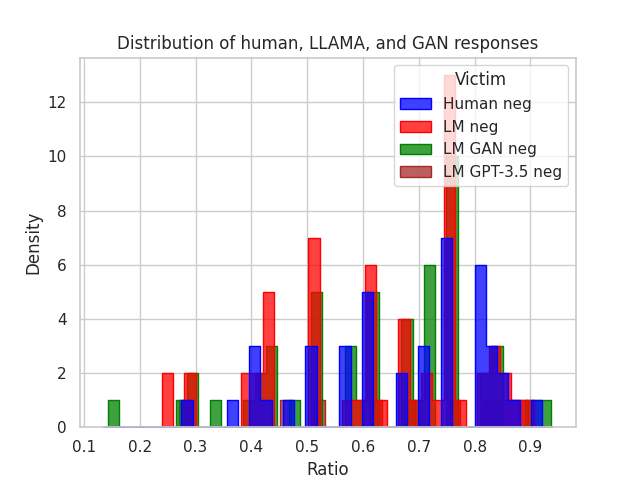 Distribution of human, LLAMA, and GAN responses
Victim
Human neg
LM neg
LM GAN neg
LM GPT-3.5 neg
12
10
8
6
4
2
0
Density
0.1 0.2 0.3 0.4 0.5 0.6 0.7 0.8 0.9
Ratio